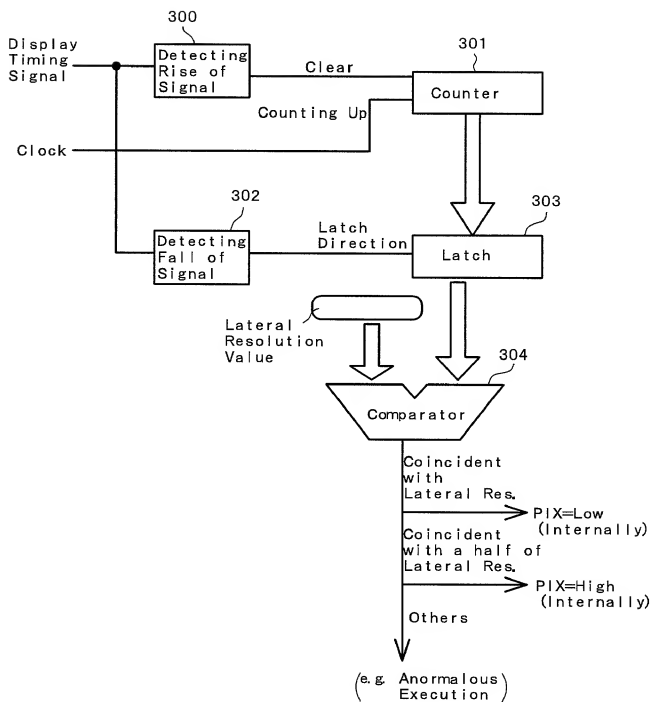 300
Display
Timing
Signal
Detecting
Rise of
Signal
Clear
301
Counter
Counting Up
Clock
302
Detecting
Fall of
Signal
Latch
Direction
303
Latch
Lateral
Resolution
Value
304
Comparator
Coincident
with
Lateral Res.
PIX=Low
(Internally)
Coincident
with a half of
Lateral Res.
PIX=High
(Internally)
Others
(e.g. Anormalous
Execution)